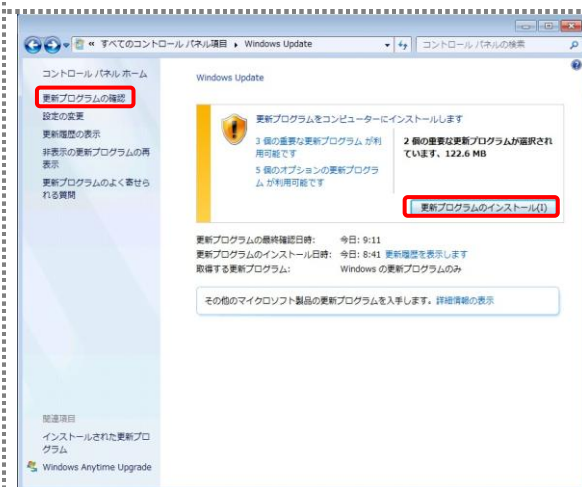 « すべてのコントロール パネル項目 ▸ Windows Update
コントロール パネルの検索
コントロール パネル ホーム
更新プログラムの確認
設定の変更
更新履歴の表示
非表示の更新プログラムの再
表示
更新プログラムのよく寄せら
れる質問
Windows Update
更新プログラムをコンピューターにインストールします
3 個の重要な更新プログラム が利
用可能です
5 個のオプションの更新プログラ
ム が利用可能です
2 個の重要な更新プログラムが選択され
ています、122.6 MB
更新プログラムのインストール(I)
更新プログラムの最終確認日時: 今日: 9:11
更新プログラムのインストール日時: 今日: 8:41 更新履歴を表示します
取得する更新プログラム: Windows の更新プログラムのみ
その他のマイクロソフト製品の更新プログラムを入手します。 詳細情報の表示
関連項目
インストールされた更新プロ
グラム
Windows Anytime Upgrade